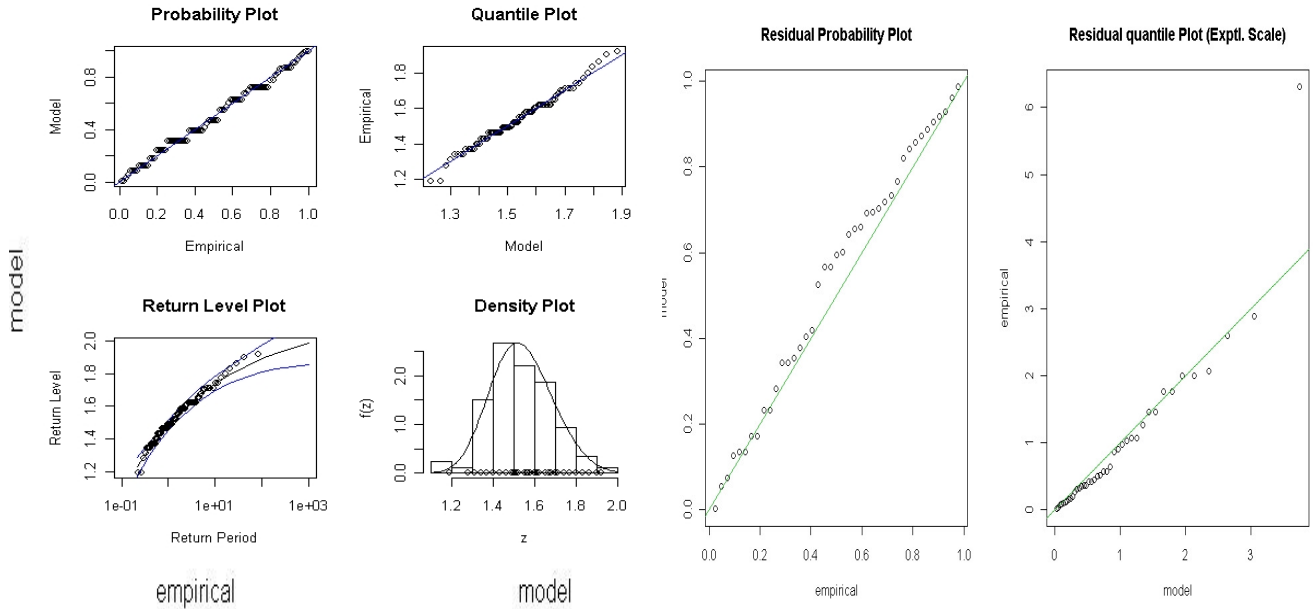 Probability Plot
Model
0.0 0.4 0.8
0.0 0.2 0.4 0.6 0.8 1.0
Empirical
Quantile Plot
Empirical
1.2 1.4 1.6 1.8
1.3 1.5 1.7 1.9
Model
model
Return Level Plot
Return Level
1.2 1.4 1.6 1.8 2.0
1e-01 1e+01 1e+03
Return Period
Density Plot
f(z)
0.0 1.0 2.0
1.2 1.4 1.6 1.8 2.0
z
empirical
model
Residual Probability Plot
model
0.0 0.2 0.4 0.6 0.8 1.0
0.0 0.2 0.4 0.6 0.8 1.0
empirical
Residual quantile Plot (Exptl. Scale)
empirical
0 1 2 3 4 5 6
0 1 2 3
model